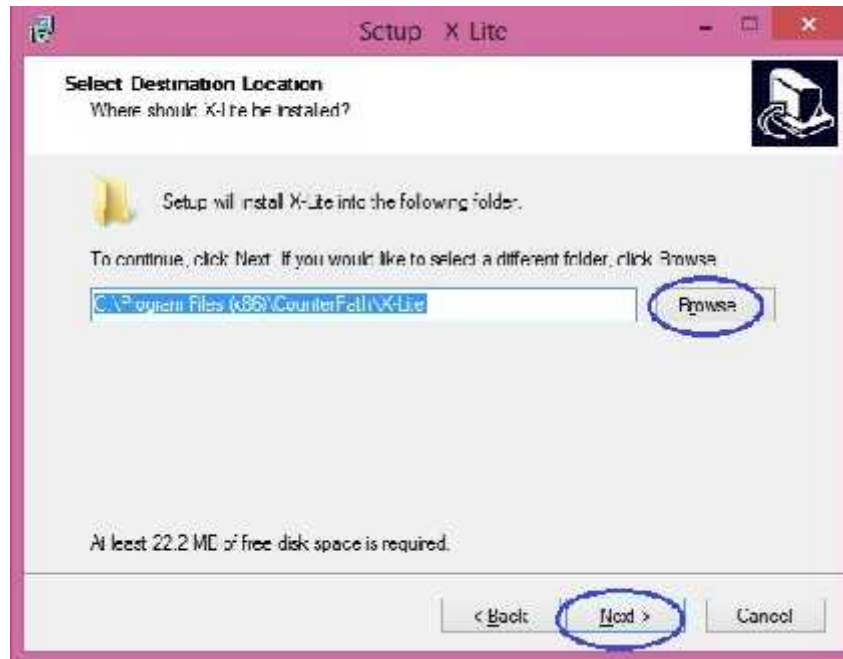 Setup X-Lite
Select Destination Location
Where should X-Lite be installed?
Setup will install X-Lite into the following folder.
To continue, click Next. If you would like to select a different folder, click Browse.
C:\Program Files (x86)\CounterPath\X-Lite
Browse
At least 22.2 MB of free disk space is required.
< Back
Next >
Cancel